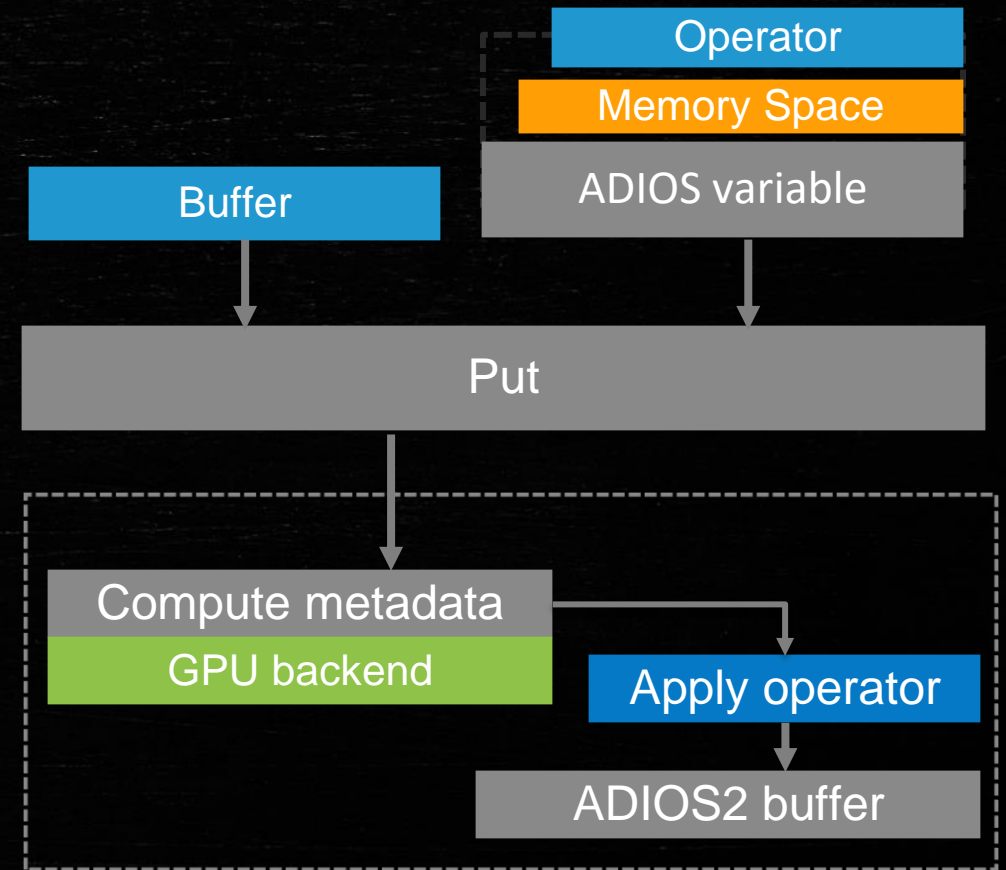 Operator
Memory Space
ADIOS variable
Buffer
Put
Compute metadata
GPU backend
Apply operator
ADIOS2 buffer